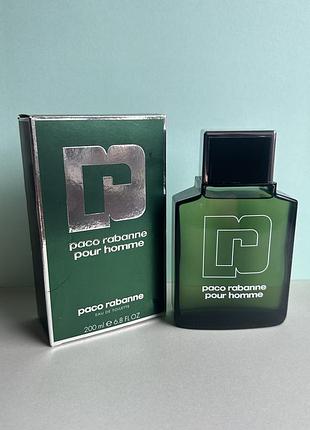 paco rabanne
pour homme
paco rabanne
EAU DE TOILETTE
200 ml ℮ 6.8 FL OZ
paco rabanne
pour homme